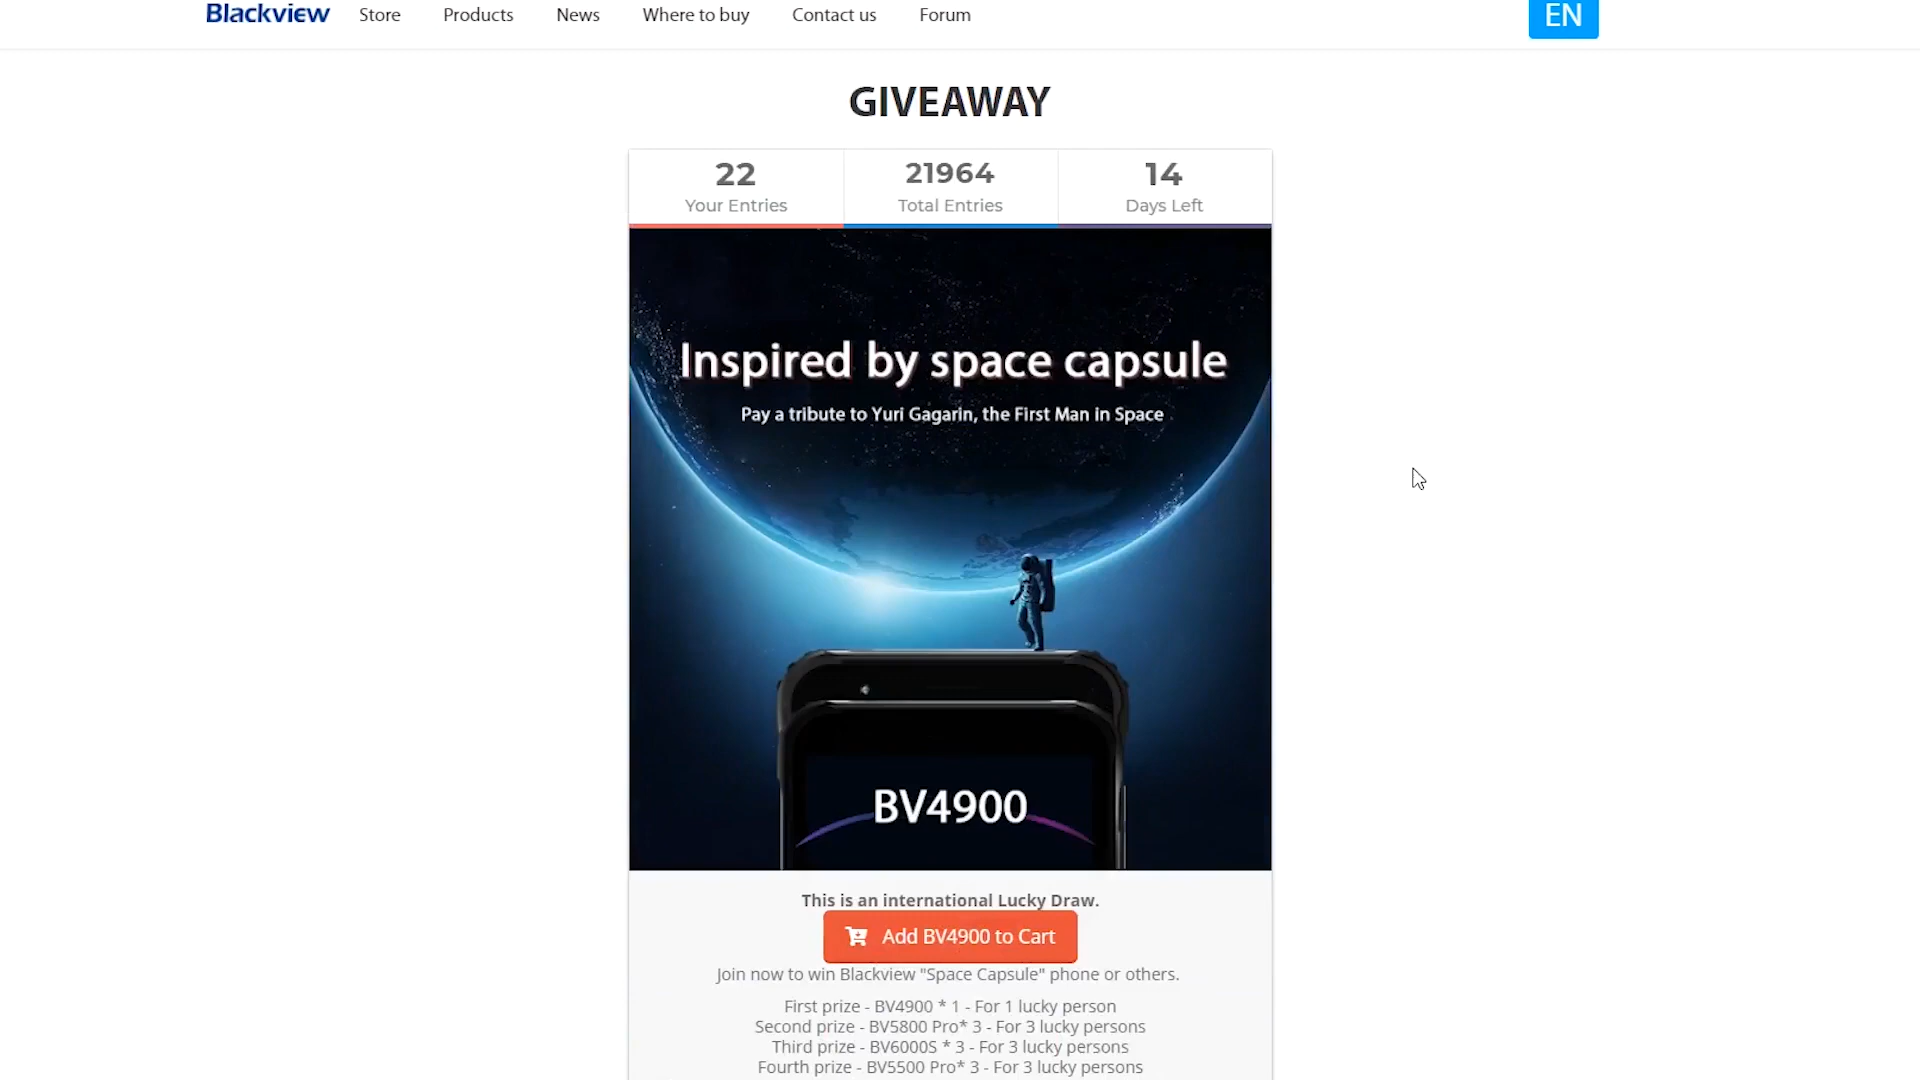 Blackview Store Products News Where to buy Contact us Forum EN
GIVEAWAY
22 21964 14
Your Entries Total Entries Days Left
Inspired by space capsule
Pay a tribute to Yuri Gagarin, the First Man in Space
BV4900
This is an international Lucky Draw.
Add BV4900 to Cart
Join now to win Blackview "Space Capsule" phone or others.
First prize - BV4900 * 1 - For 1 lucky person
Second prize - BV5800 Pro* 3 - For 3 lucky persons
Third prize - BV6000S * 3 - For 3 lucky persons
Fourth prize - BV5500 Pro* 3 - For 3 lucky persons